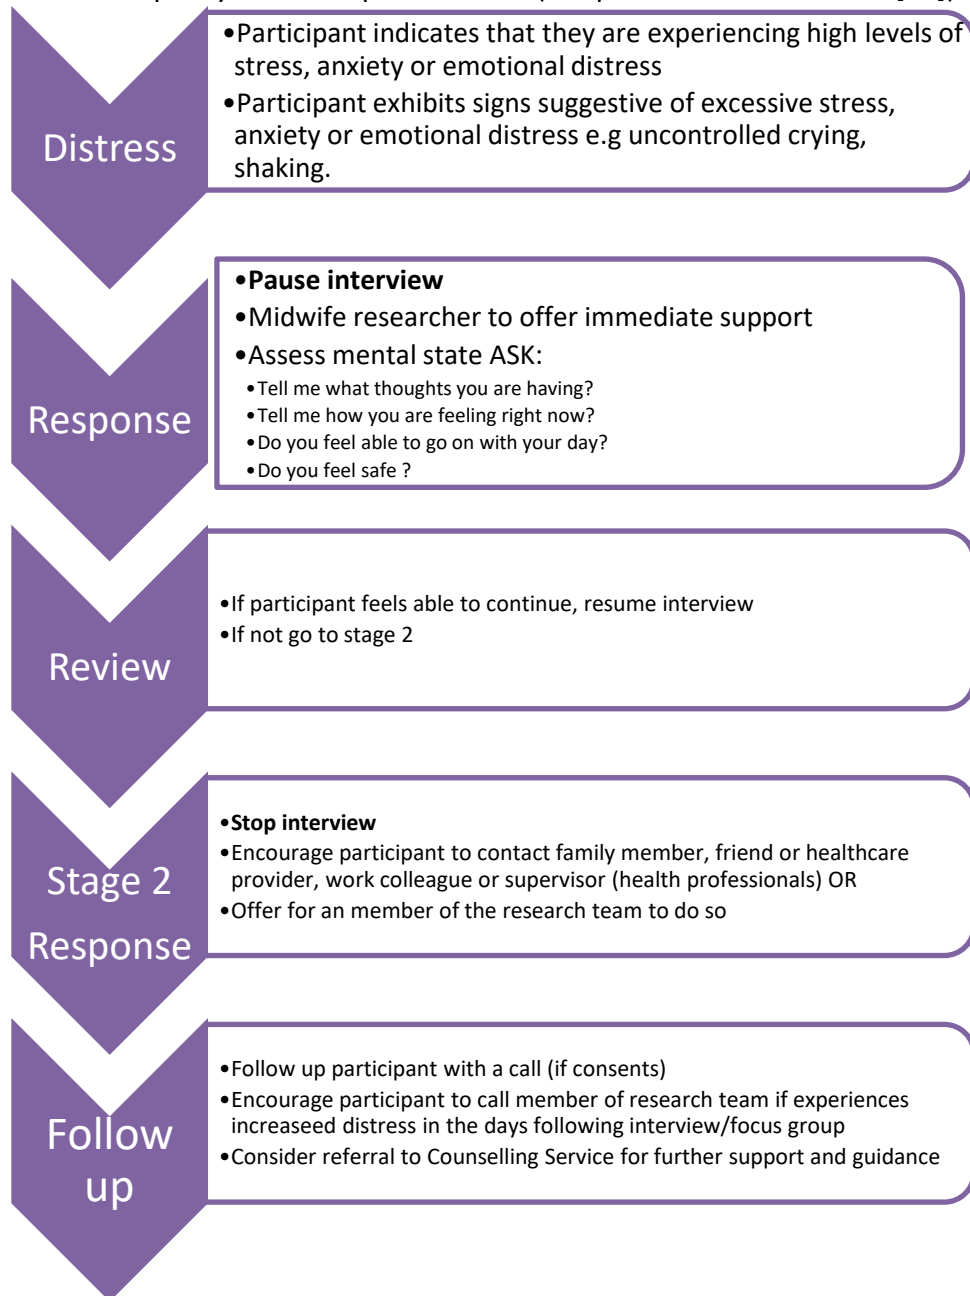 •Participant indicates that they are experiencing high levels of
stress, anxiety or emotional distress
•Participant exhibits signs suggestive of excessive stress,
anxiety or emotional distress e.g uncontrolled crying,
shaking.
Distress
•Pause interview
•Midwife researcher to offer immediate support
•Assess mental state ASK:
•Tell me what thoughts you are having?
•Tell me how you are feeling right now?
•Do you feel able to go on with your day?
•Do you feel safe ?
Response
•If participant feels able to continue, resume interview
•If not go to stage 2
Review
•Stop interview
•Encourage participant to contact family member, friend or healthcare
provider, work colleague or supervisor (health professionals) OR
•Offer for an member of the research team to do so
Stage 2
Response
•Follow up participant with a call (if consents)
•Encourage participant to call member of research team if experiences
increaseed distress in the days following interview/focus group
•Consider referral to Counselling Service for further support and guidance
Follow
up